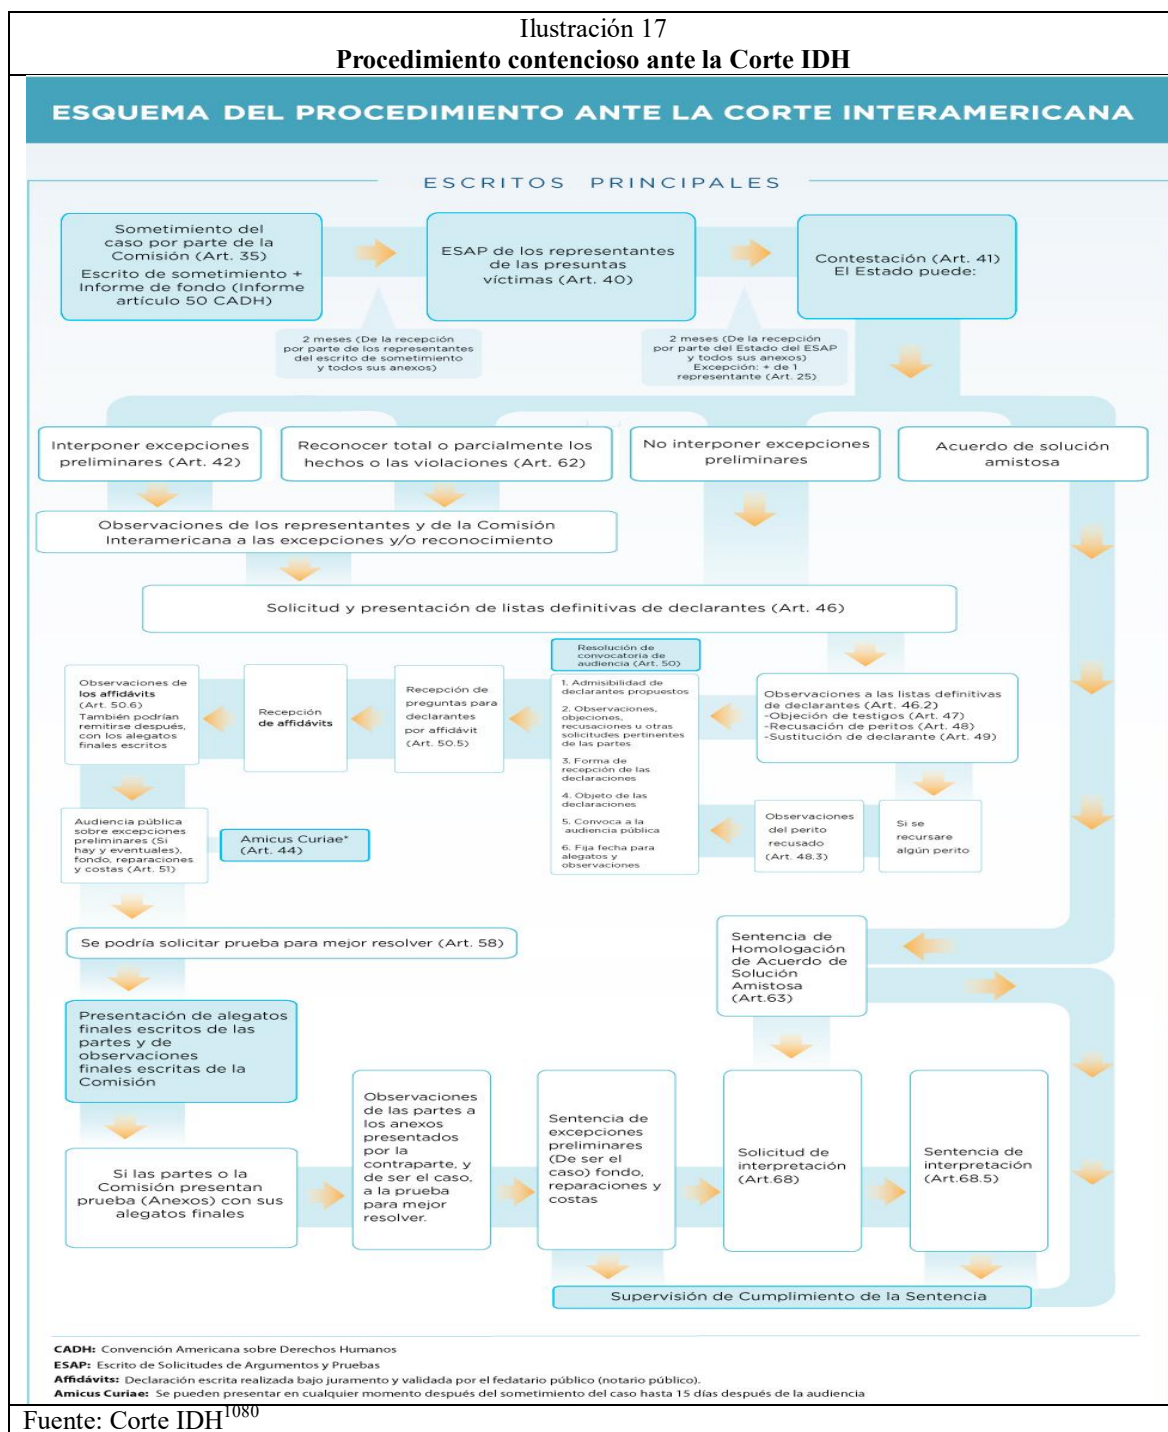 Ilustración 17
Procedimiento contencioso ante la Corte IDH
ESQUEMA DEL PROCEDIMIENTO ANTE LA CORTE INTERAMERICANA
ESCRITOS PRINCIPALES
Sometimiento del
caso por parte de la
Comisión (Art. 35)
Escrito de sometimiento +
Informe de fondo (Informe
artículo 50 CADH)
ESAP de los representantes
de las presuntas
víctimas (Art. 40)
Contestación (Art. 41)
El Estado puede:
2 meses (De la recepción
por parte de los representantes
del escrito de sometimiento
y todos sus anexos)
2 meses (De la recepción
por parte del Estado del ESAP
y todos sus anexos)
Excepción: + de 1
representante (Art. 25)
Interponer excepciones
preliminares (Art. 42)
Reconocer total o parcialmente los
hechos o las violaciones (Art. 62)
No interponer excepciones
preliminares
Acuerdo de solución
amistosa
Observaciones de los representantes y de la Comisión
Interamericana a las excepciones y/o reconocimiento
Solicitud y presentación de listas definitivas de declarantes (Art. 46)
Observaciones de
los affidávits
(Art. 50.6)
También podrían
remitirse después,
con los alegatos
finales escritos
Recepción
de affidávits
Recepción de
preguntas para
declarantes
por affidávit
(Art. 50.5)
Resolución de
convocatoria de
audiencia (Art. 50)
1. Admisibilidad de
declarantes propuestos
2. Observaciones,
objeciones,
recusaciones u otras
solicitudes pertinentes
de las partes
3. Forma de
recepción de las
declaraciones
4. Objeto de las
declaraciones
5. Convoca a la
audiencia pública
6. Fija fecha para
alegatos y
observaciones
Observaciones a las listas definitivas
de declarantes (Art. 46.2)
-Objeción de testigos (Art. 47)
-Recusación de peritos (Art. 48)
-Sustitución de declarante (Art. 49)
Observaciones
del perito
recusado
(Art. 48.3)
Si se
recursare
algún perito
Audiencia pública
sobre excepciones
preliminares (Si
hay y eventuales),
fondo, reparaciones
y costas (Art. 51)
Amicus Curiae*
(Art. 44)
Se podría solicitar prueba para mejor resolver (Art. 58)
Sentencia de
Homologación
de Acuerdo de
Solución
Amistosa
(Art.63)
Presentación de alegatos
finales escritos de las
partes y de
observaciones
finales escritas de la
Comisión
Si las partes o la
Comisión presentan
prueba (Anexos) con sus
alegatos finales
Observaciones
de las partes a
los anexos
presentados
por la
contraparte, y
de ser el caso,
a la prueba
para mejor
resolver.
Sentencia de
excepciones
preliminares
(De ser el
caso) fondo,
reparaciones y
costas
Solicitud de
interpretación
(Art.68)
Sentencia de
interpretación
(Art.68.5)
Supervisión de Cumplimiento de la Sentencia
CADH: Convención Americana sobre Derechos Humanos
ESAP: Escrito de Solicitudes de Argumentos y Pruebas
Affidávits: Declaración escrita realizada bajo juramento y validada por el fedatario público (notario público).
Amicus Curiae: Se pueden presentar en cualquier momento después del sometimiento del caso hasta 15 días después de la audiencia
Fuente: Corte IDH1080